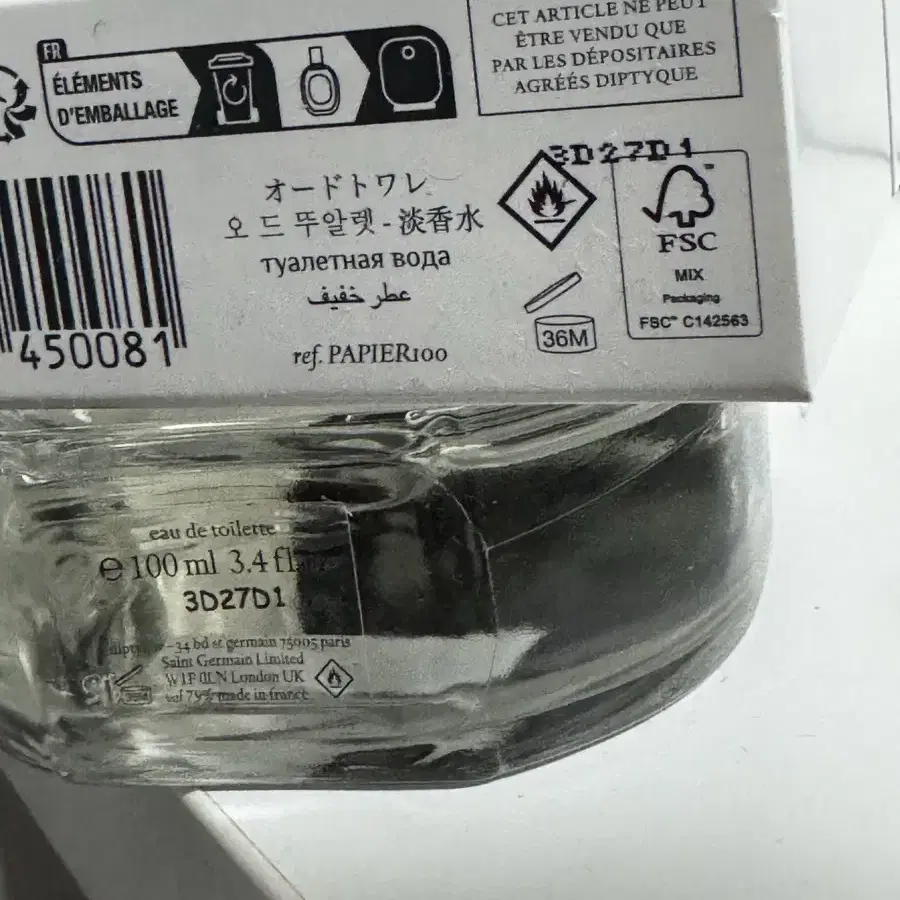 CET ARTICLE NE PEUT
ÊTRE VENDU QUE
PAR LES DÉPOSITAIRES
AGRÉÉS DIPTYQUE
FR
ÉLÉMENTS
D'EMBALLAGE
3D27D1
オードトワレ
오 드 뚜알렛 - 淡香水
туалетная вода
عطر خفيف
ref. PAPIER100
450081
36M
FSC
MIX
Packaging
FSC™ C142563
eau de toilette
℮ 100 ml 3.4 fl
3D27D1
34 bd st germain 75005 paris
Saint Germain Limited
W1F 0LN London UK
vol 79% made in france